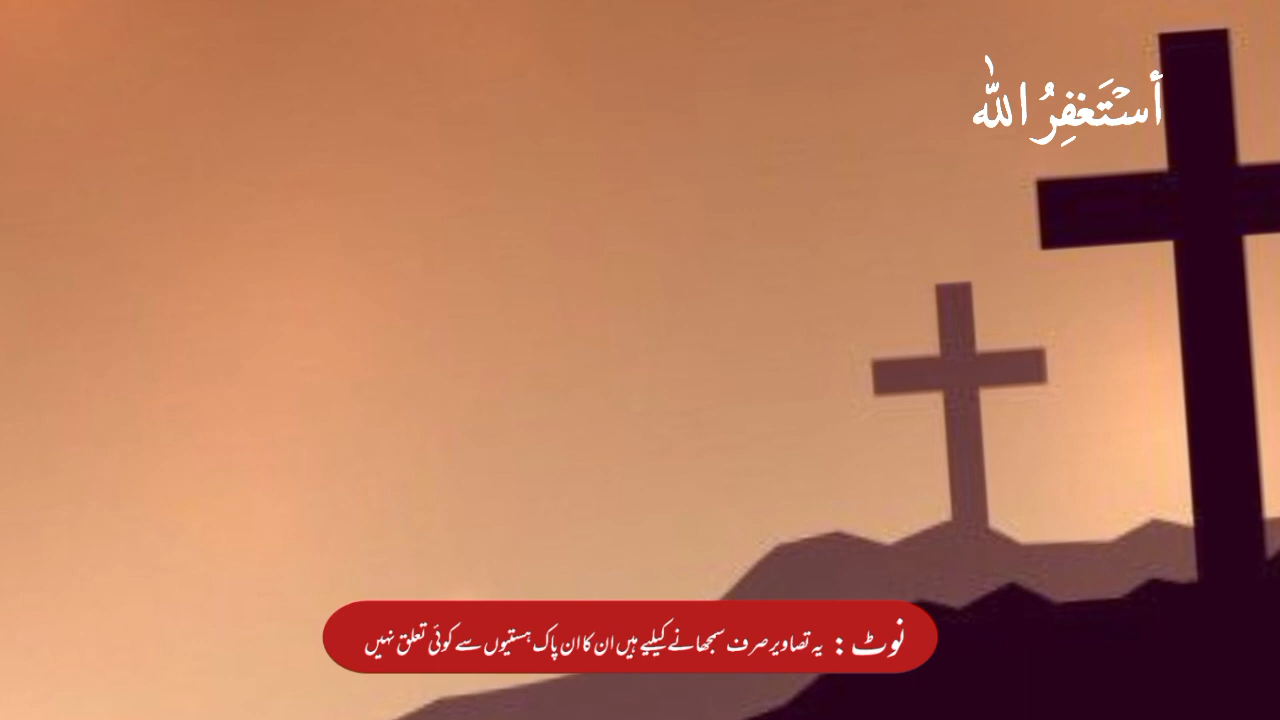 أَسْتَغْفِرُ اللّٰه
نوٹ : یہ تصاویر صرف سمجھانے کیلیے ہیں ان کا ان پاک ہستیوں سے کوئی تعلق نہیں